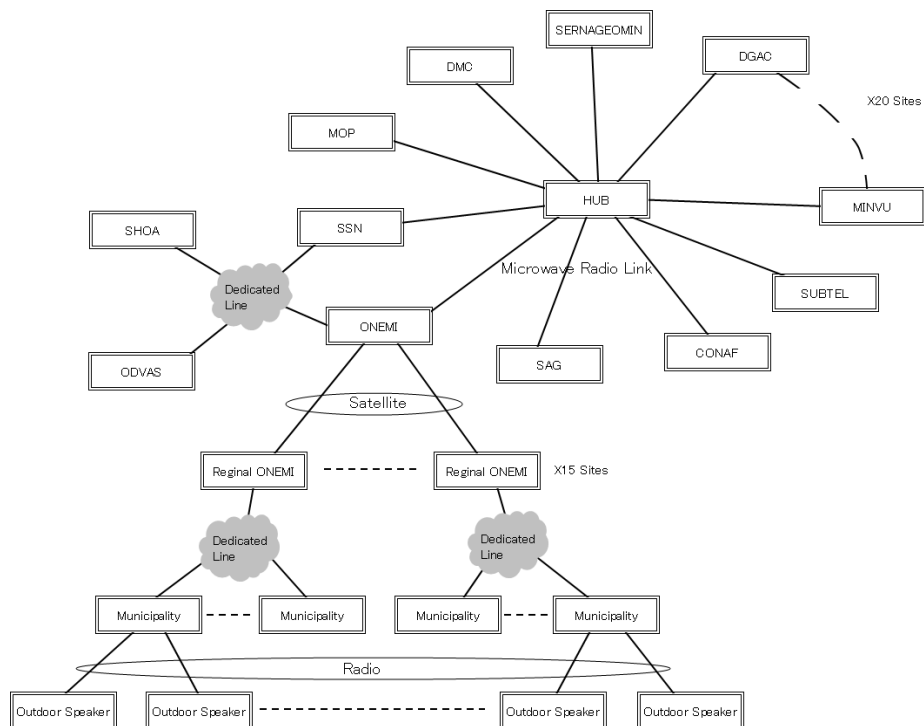 SERNAGEOMIN
DGAC
DMC
X20 Sites
MOP
HUB
MINVU
SHOA
SSN
Microwave Radio Link
Dedicated
Line
SUBTEL
ONEMI
CONAF
SAG
ODVAS
Satellite
Reginal ONEMI
Reginal ONEMI
X15 Sites
Dedicated
Line
Dedicated
Line
Municipality
Municipality
Municipality
Municipality
Radio
Outdoor Speaker
Outdoor Speaker
Outdoor Speaker
Outdoor Speaker